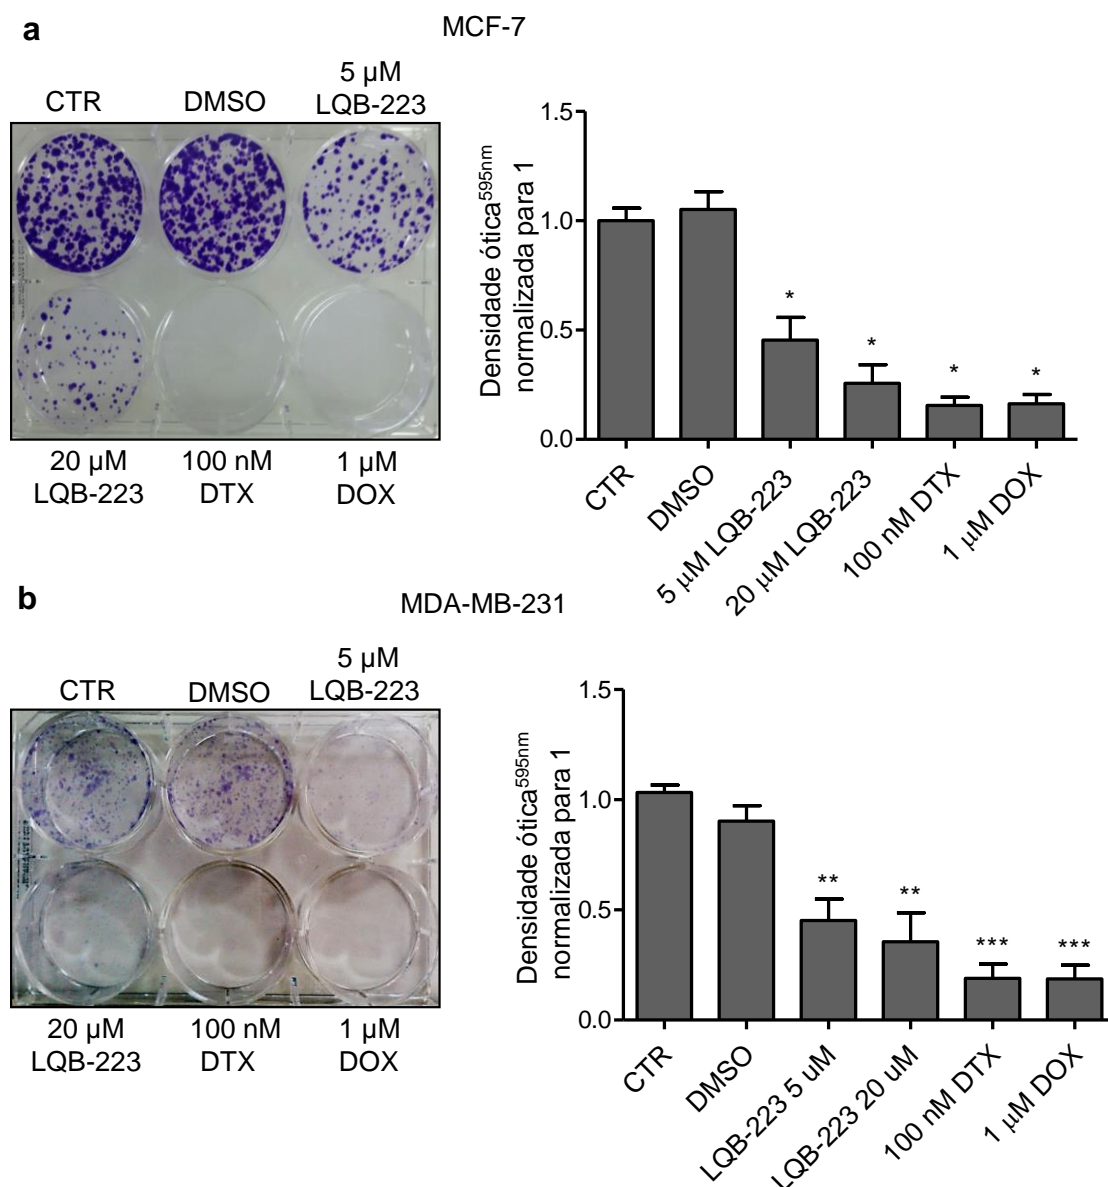 a
MCF-7
CTR
DMSO
5 µM
LQB-223
20 µM
LQB-223
100 nM
DTX
1 µM
DOX
Densidade ótica595nm
normalizada para 1
1.5
1.0
0.5
0.0
*
*
*
*
CTR
DMSO
5 µM LQB-223
20 µM LQB-223
100 nM DTX
1 µM DOX
b
MDA-MB-231
CTR
DMSO
5 µM
LQB-223
20 µM
LQB-223
100 nM
DTX
1 µM
DOX
Densidade ótica595nm
normalizada para 1
1.5
1.0
0.5
0.0
**
**
***
***
CTR
DMSO
LQB-223 5 uM
LQB-223 20 uM
100 nM DTX
1 µM DOX